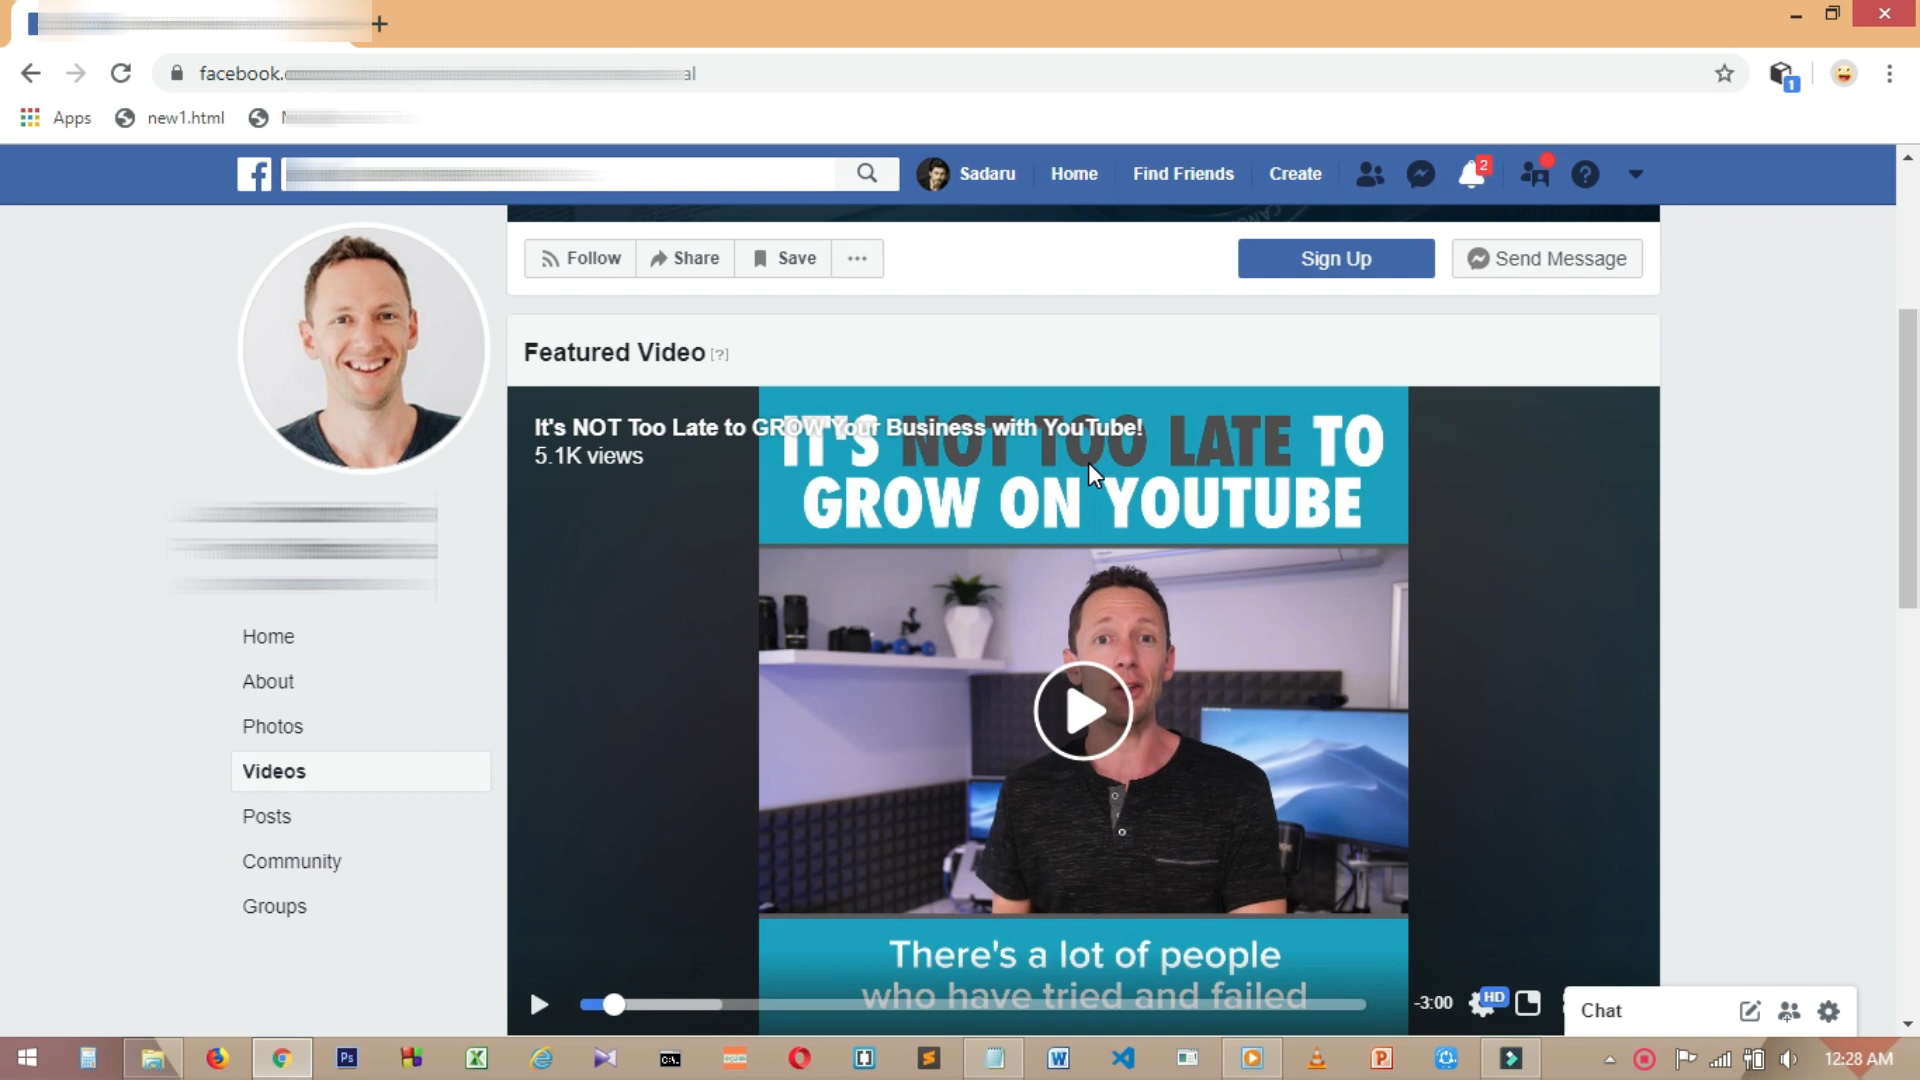 facebook.
al
Apps
new1.html
Sadaru
Home
Find Friends
Create
2
1
Follow
Share
Save
Sign Up
Send Message
Featured Video [?]
It's NOT Too Late to GROW Your Business with YouTube!
5.1K views
IT'S NOT TOO LATE TO
GROW ON YOUTUBE
There's a lot of people
who have tried and failed
-3:00
HD
Home
About
Photos
Videos
Posts
Community
Groups
Chat
12:28 AM